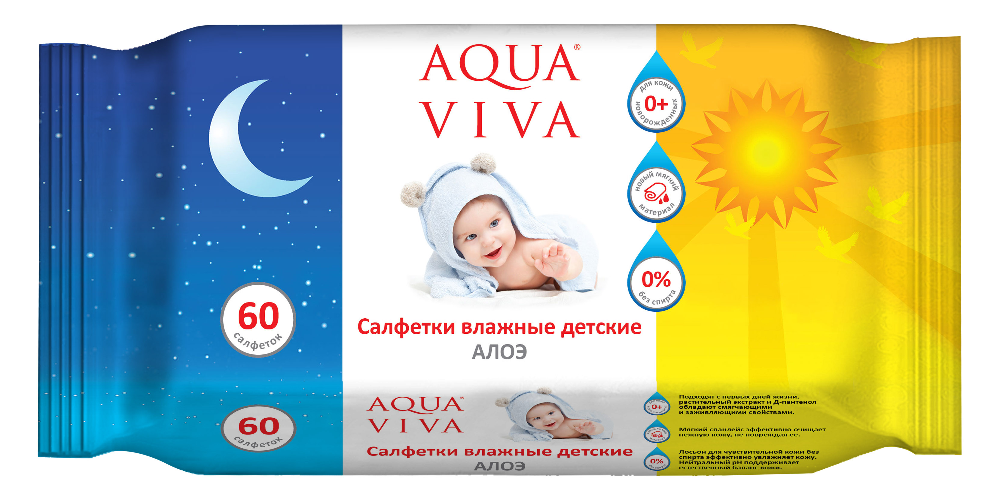 AQUA®
VIVA
для кожи
0+
новорожденных
новый мягкий
материал
0%
без спирта
60
салфеток
Салфетки влажные детские
АЛОЭ
AQUA®
VIVA
60
салфеток
Салфетки влажные детские
АЛОЭ
для кожи
0+
новорожденных
Подходят с первых дней жизни,
растительный экстракт и Д-пантенол
обладают смягчающими
и заживляющими свойствами.
новый мягкий
материал
Мягкий спанлейс эффективно очищает
нежную кожу, не повреждая ее.
0%
без спирта
Лосьон для чувствительной кожи без
спирта эффективно увлажняет кожу.
Нейтральный pH поддерживает
естественный баланс кожи.